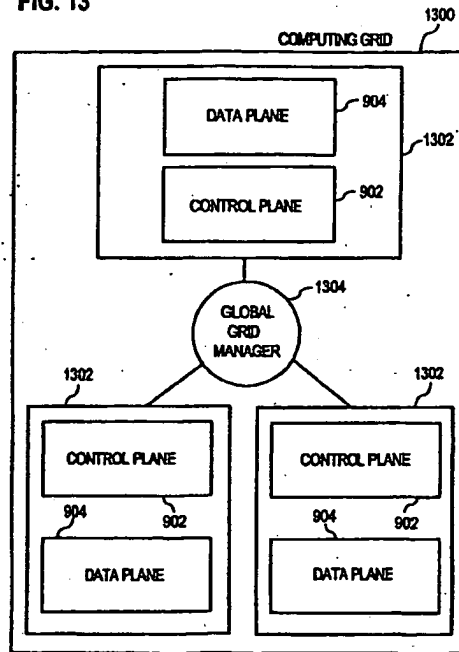 FIG. 13
1300
COMPUTING GRID
DATA PLANE
904
1302
CONTROL PLANE
902
1304
GLOBAL
GRID
MANAGER
1302
1302
CONTROL PLANE
CONTROL PLANE
904
902
904
902
DATA PLANE
DATA PLANE